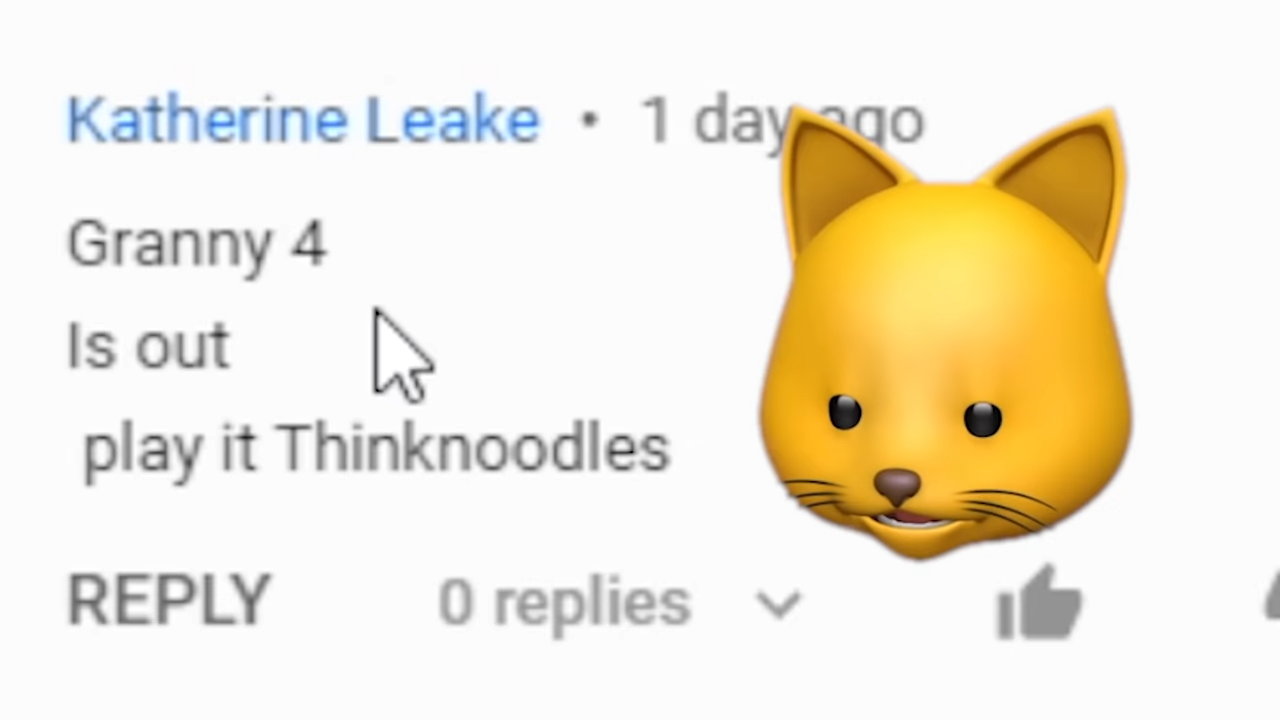 Katherine Leake • 1 day ago
Granny 4
Is out
play it Thinknoodles
REPLY 0 replies